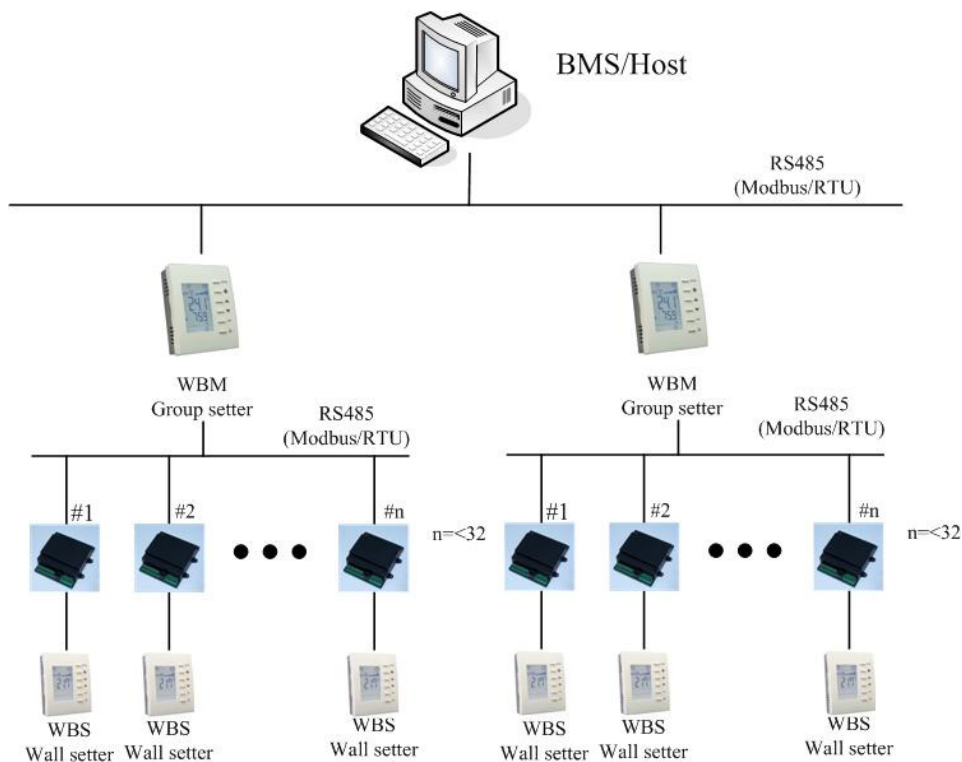 BMS/Host
RS485
(Modbus/RTU)
WBM
Group setter
WBM
Group setter
RS485
(Modbus/RTU)
RS485
(Modbus/RTU)
#1
#2
#n
n=<32
#1
#2
#n
n=<32
WBS
Wall setter
WBS
Wall setter
WBS
Wall setter
WBS
Wall setter
WBS
Wall setter
WBS
Wall setter